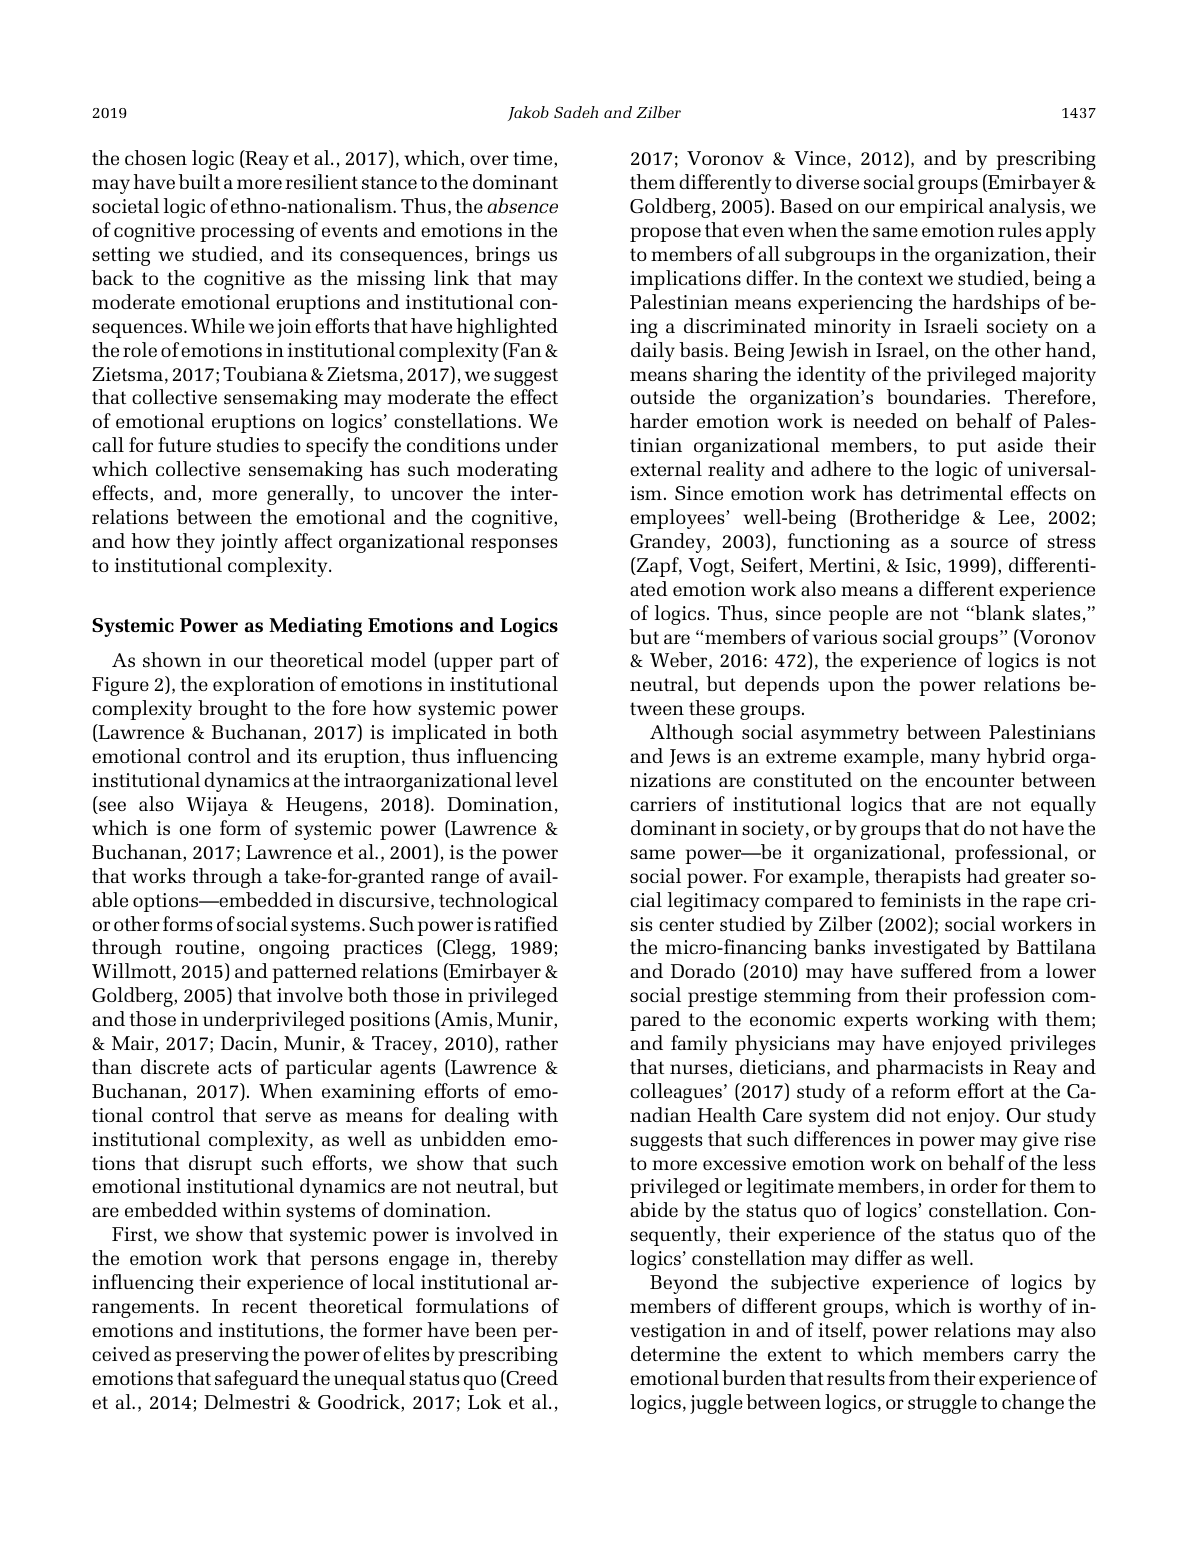 2019
Jakob Sadeh and Zilber
1437
the chosen logic (Reay et al., 2017), which, over time,
may have built a more resilient stance to the dominant
societal logic of ethno-nationalism. Thus, the absence
of cognitive processing of events and emotions in the
setting we studied, and its consequences, brings us
back to the cognitive as the missing link that may
moderate emotional eruptions and institutional con-
sequences. While we join efforts that have highlighted
the role of emotions in institutional complexity (Fan &
Zietsma, 2017; Toubiana & Zietsma, 2017), we suggest
that collective sensemaking may moderate the effect
of emotional eruptions on logics’ constellations. We
call for future studies to specify the conditions under
which collective sensemaking has such moderating
effects, and, more generally, to uncover the inter-
relations between the emotional and the cognitive,
and how they jointly affect organizational responses
to institutional complexity.
Systemic Power as Mediating Emotions and Logics
As shown in our theoretical model (upper part of
Figure 2), the exploration of emotions in institutional
complexity brought to the fore how systemic power
(Lawrence & Buchanan, 2017) is implicated in both
emotional control and its eruption, thus influencing
institutional dynamics at the intraorganizational level
(see also Wijaya & Heugens, 2018). Domination,
which is one form of systemic power (Lawrence &
Buchanan, 2017; Lawrence et al., 2001), is the power
that works through a take-for-granted range of avail-
able options—embedded in discursive, technological
or other forms of social systems. Such power is ratified
through routine, ongoing practices (Clegg, 1989;
Willmott, 2015) and patterned relations (Emirbayer &
Goldberg, 2005) that involve both those in privileged
and those in underprivileged positions (Amis, Munir,
& Mair, 2017; Dacin, Munir, & Tracey, 2010), rather
than discrete acts of particular agents (Lawrence &
Buchanan, 2017). When examining efforts of emo-
tional control that serve as means for dealing with
institutional complexity, as well as unbidden emo-
tions that disrupt such efforts, we show that such
emotional institutional dynamics are not neutral, but
are embedded within systems of domination.
First, we show that systemic power is involved in
the emotion work that persons engage in, thereby
influencing their experience of local institutional ar-
rangements. In recent theoretical formulations of
emotions and institutions, the former have been per-
ceived as preserving the power of elites by prescribing
emotions that safeguard the unequal status quo (Creed
et al., 2014; Delmestri & Goodrick, 2017; Lok et al.,
2017; Voronov & Vince, 2012), and by prescribing
them differently to diverse social groups (Emirbayer &
Goldberg, 2005). Based on our empirical analysis, we
propose that even when the same emotion rules apply
to members of all subgroups in the organization, their
implications differ. In the context we studied, being a
Palestinian means experiencing the hardships of be-
ing a discriminated minority in Israeli society on a
daily basis. Being Jewish in Israel, on the other hand,
means sharing the identity of the privileged majority
outside the organization’s boundaries. Therefore,
harder emotion work is needed on behalf of Pales-
tinian organizational members, to put aside their
external reality and adhere to the logic of universal-
ism. Since emotion work has detrimental effects on
employees’ well-being (Brotheridge & Lee, 2002;
Grandey, 2003), functioning as a source of stress
(Zapf, Vogt, Seifert, Mertini, & Isic, 1999), differenti-
ated emotion work also means a different experience
of logics. Thus, since people are not “blank slates,”
but are “members of various social groups” (Voronov
& Weber, 2016: 472), the experience of logics is not
neutral, but depends upon the power relations be-
tween these groups.
Although social asymmetry between Palestinians
and Jews is an extreme example, many hybrid orga-
nizations are constituted on the encounter between
carriers of institutional logics that are not equally
dominant in society, or by groups that do not have the
same power—be it organizational, professional, or
social power. For example, therapists had greater so-
cial legitimacy compared to feminists in the rape cri-
sis center studied by Zilber (2002); social workers in
the micro-financing banks investigated by Battilana
and Dorado (2010) may have suffered from a lower
social prestige stemming from their profession com-
pared to the economic experts working with them;
and family physicians may have enjoyed privileges
that nurses, dieticians, and pharmacists in Reay and
colleagues’ (2017) study of a reform effort at the Ca-
nadian Health Care system did not enjoy. Our study
suggests that such differences in power may give rise
to more excessive emotion work on behalf of the less
privileged or legitimate members, in order for them to
abide by the status quo of logics’ constellation. Con-
sequently, their experience of the status quo of the
logics’ constellation may differ as well.
Beyond the subjective experience of logics by
members of different groups, which is worthy of in-
vestigation in and of itself, power relations may also
determine the extent to which members carry the
emotional burden that results from their experience of
logics, juggle between logics, or struggle to change the